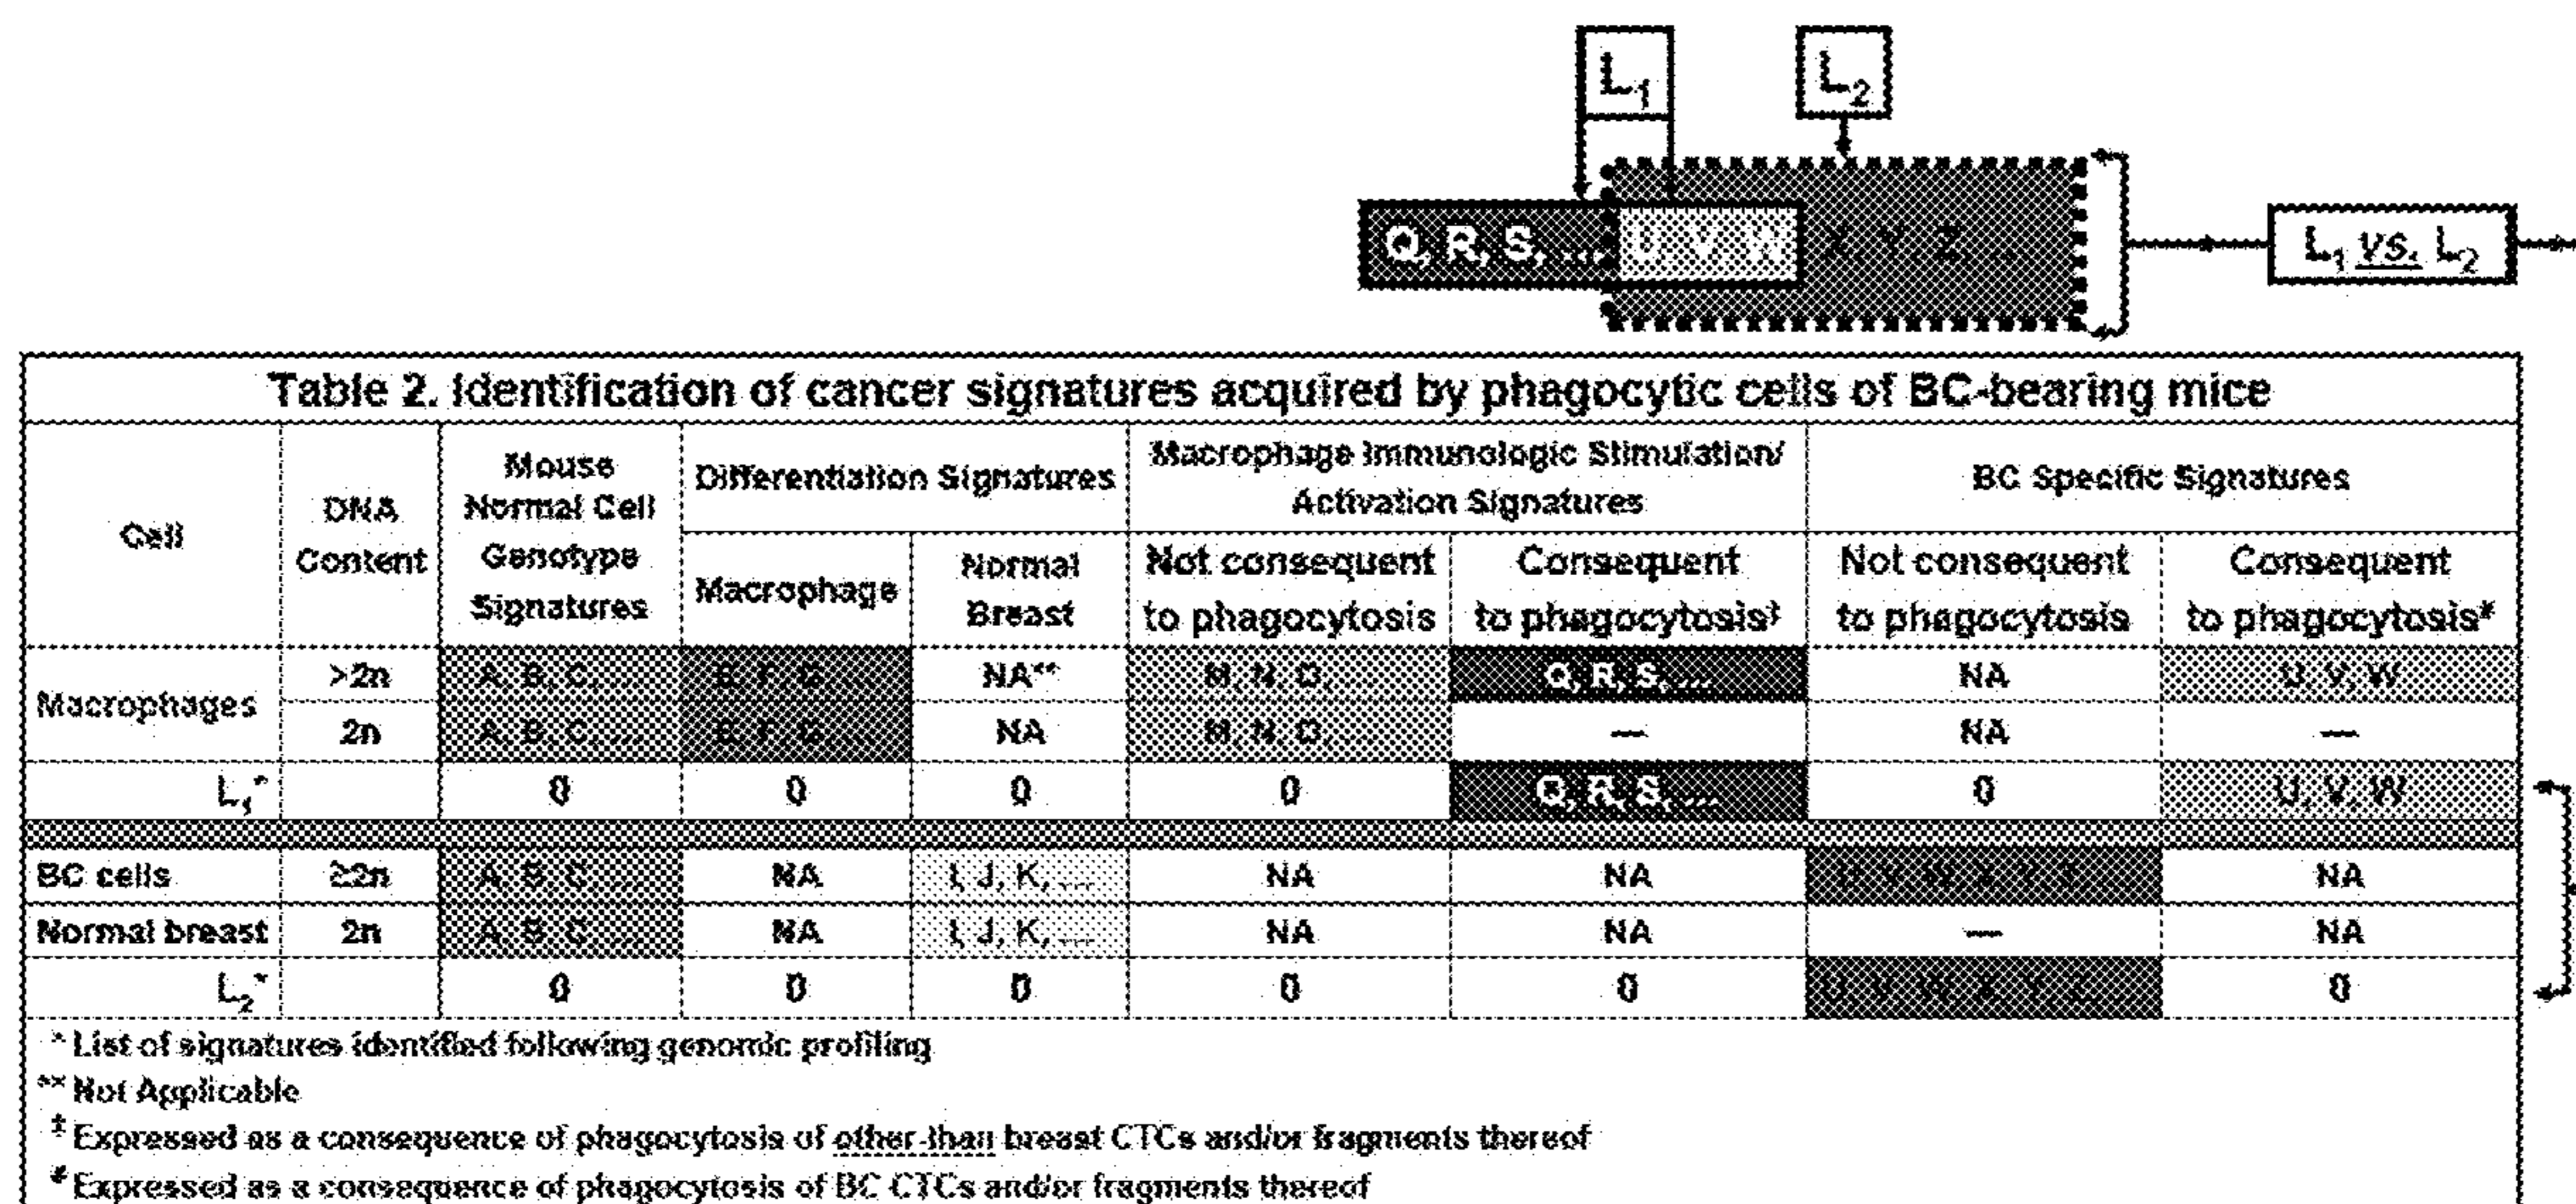 L1
L2
Q, R, S, ... U, V, W X, Y, Z, ...
L1 vs. L2
Table 2. Identification of cancer signatures acquired by phagocytic cells of BC-bearing mice
Cell
DNA
Content
Mouse
Normal Cell
Genotype
Signatures
Differentiation Signatures
Macrophage
Normal
Breast
Macrophage Immunologic Stimulation/
Activation Signatures
Not consequent
to phagocytosis
Consequent
to phagocytosis‡
BC Specific Signatures
Not consequent
to phagocytosis
Consequent
to phagocytosis#
Macrophages
>2n A, B, C, ... E, F, G, ... NA** M, N, O, ... Q, R, S, ... NA U, V, W
2n A, B, C, ... E, F, G, ... NA M, N, O, ... — NA —
L1* 0 0 0 0 Q, R, S, ... 0 U, V, W
BC cells ≥2n A, B, C, ... NA I, J, K, ... NA NA U, V, W, X, Y, Z, ... NA
Normal breast 2n A, B, C, ... NA I, J, K, ... NA NA — NA
L2* 0 0 0 0 0 U, V, W, X, Y, Z, ... 0
* List of signatures identified following genomic profiling
** Not Applicable
‡ Expressed as a consequence of phagocytosis of other-than breast CTCs and/or fragments thereof
# Expressed as a consequence of phagocytosis of BC CTCs and/or fragments thereof